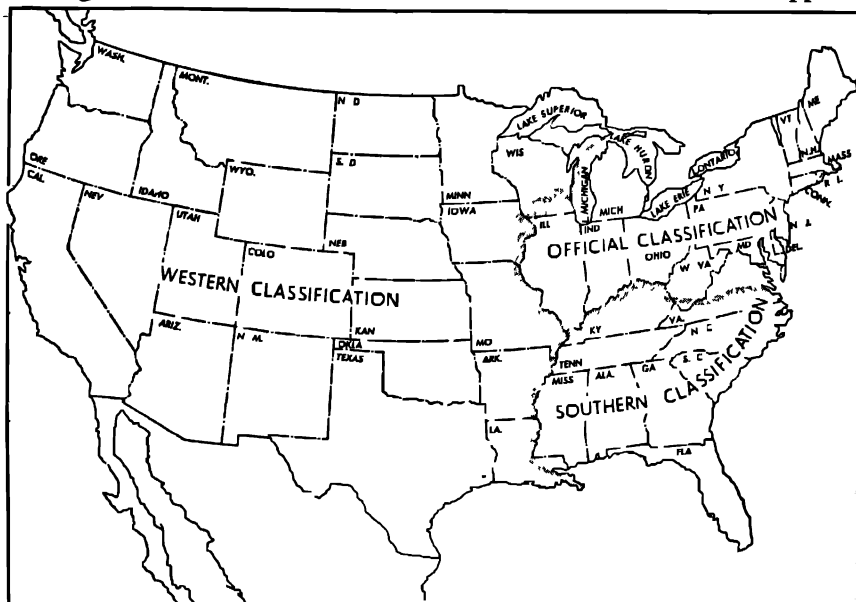 WASH.
MONT.
N D
LAKE SUPERIOR
ME
VT
N.H.
S. D
WIS
LAKE HURON
L ONTARIO
MASS
ORE
CAL
IDAHO
WYO.
MINN
MICHIGAN
LAKE ERIE
N Y
R I.
CONN.
NEV
UTAH
IOWA
ILL
IND
MICH
PA
N J
NEB
COLO
OFFICIAL CLASSIFICATION
OHIO
MD
DEL.
W VA
WESTERN CLASSIFICATION
ARIZ.
N M.
KAN
OKLA
TEXAS
MO
ARK.
KY
VA.
N C
TENN
MISS
ALA.
GA
S. C
SOUTHERN CLASSIFICATION
LA.
FLA